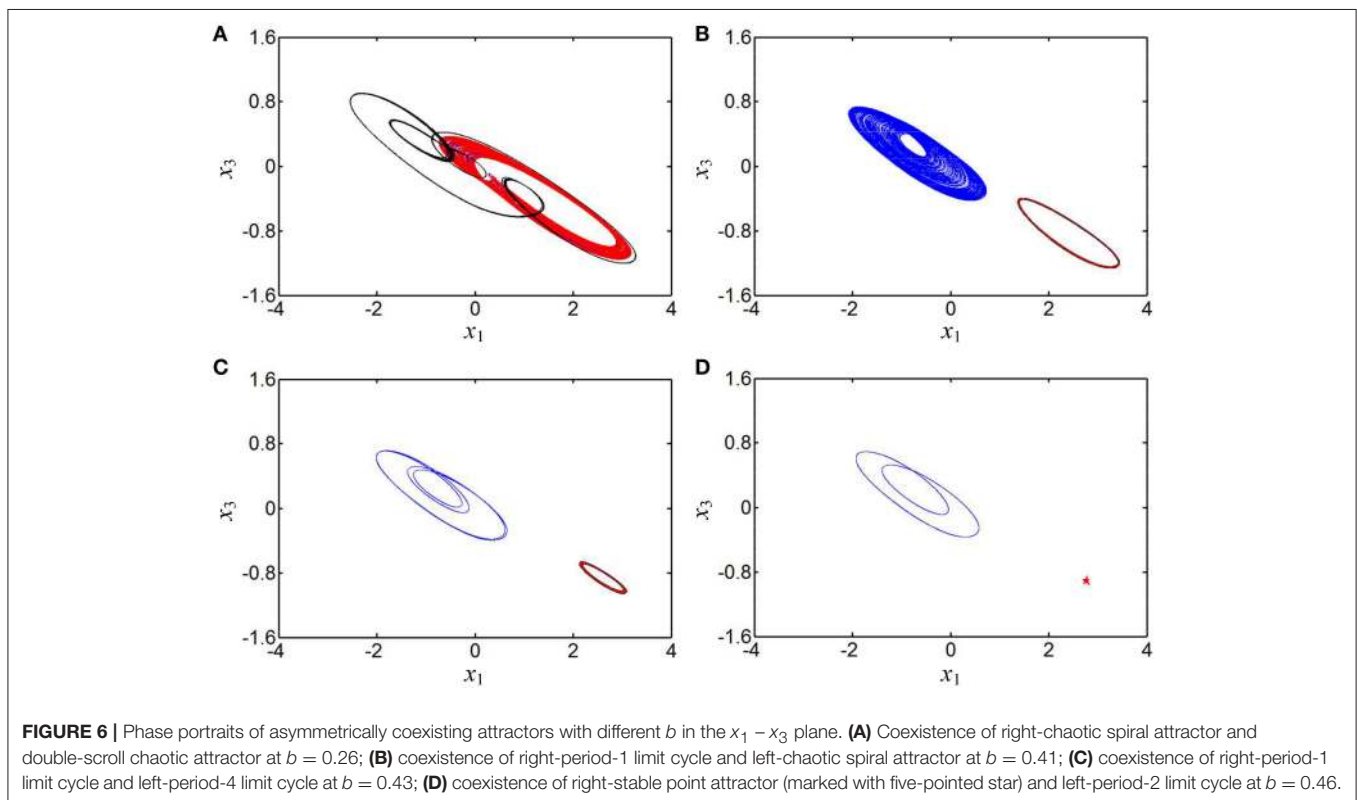 A
B
1.6
0.8
0
-0.8
-1.6
x3
-4
-2
0
2
4
x1
1.6
0.8
0
-0.8
-1.6
x3
-4
-2
0
2
4
x1
C
D
1.6
0.8
0
-0.8
-1.6
x3
-4
-2
0
2
4
x1
1.6
0.8
0
-0.8
-1.6
x3
-4
-2
0
2
4
x1
FIGURE 6 | Phase portraits of asymmetrically coexisting attractors with different b in the x1 – x3 plane. (A) Coexistence of right-chaotic spiral attractor and
double-scroll chaotic attractor at b = 0.26; (B) coexistence of right-period-1 limit cycle and left-chaotic spiral attractor at b = 0.41; (C) coexistence of right-period-1
limit cycle and left-period-4 limit cycle at b = 0.43; (D) coexistence of right-stable point attractor (marked with five-pointed star) and left-period-2 limit cycle at b = 0.46.